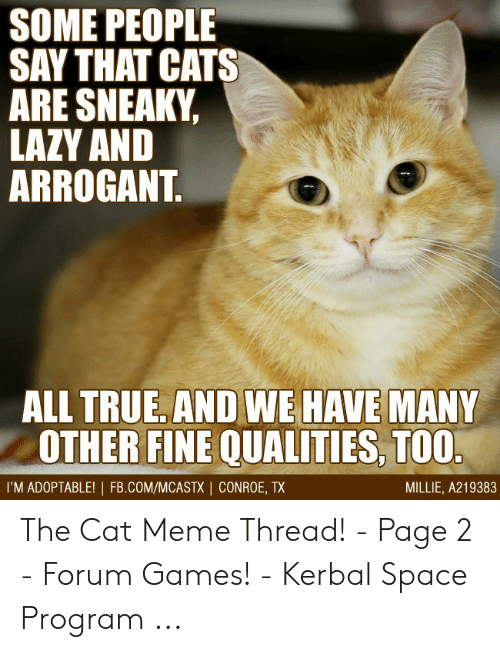 SOME PEOPLE
SAY THAT CATS
ARE SNEAKY,
LAZY AND
ARROGANT.
ALL TRUE. AND WE HAVE MANY
OTHER FINE QUALITIES, TOO.
I'M ADOPTABLE! | FB.COM/MCASTX | CONROE, TX MILLIE, A219383
The Cat Meme Thread! - Page 2
- Forum Games! - Kerbal Space
Program ...